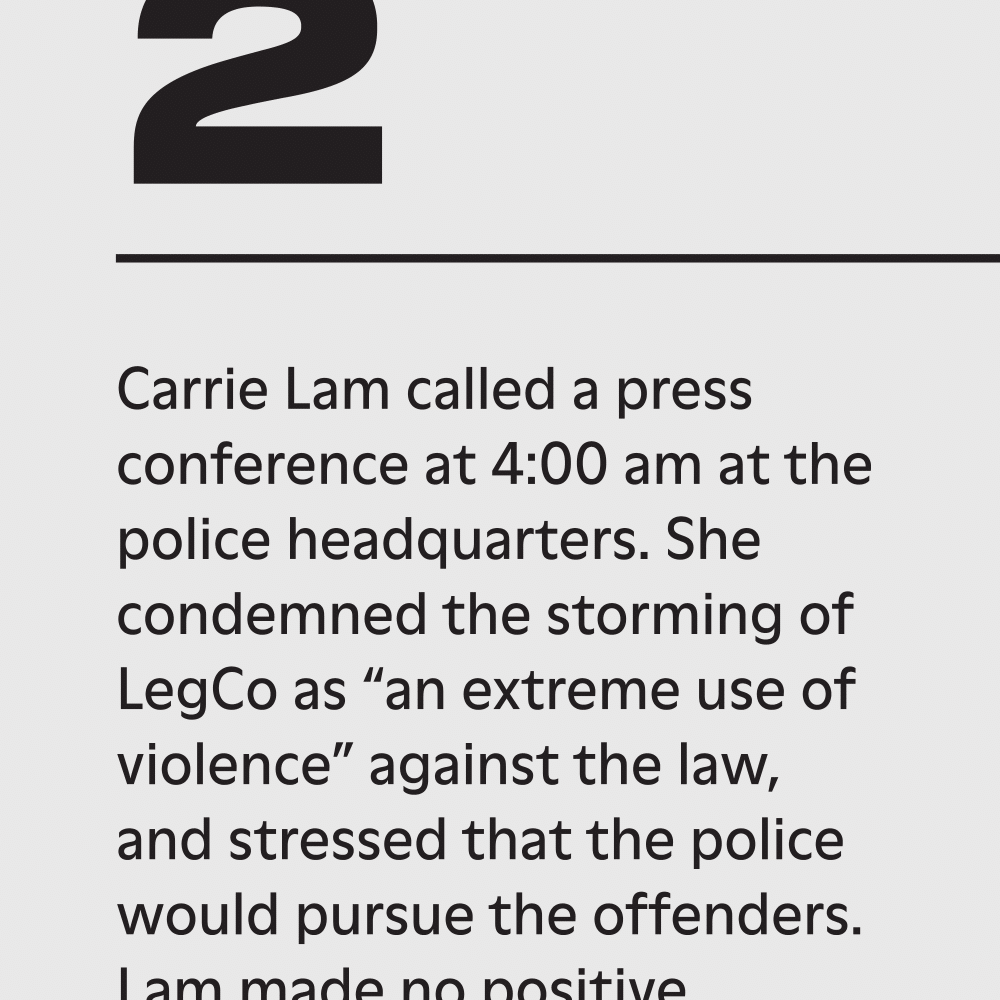 2
Carrie Lam called a press
conference at 4:00 am at the
police headquarters. She
condemned the storming of
LegCo as “an extreme use of
violence” against the law,
and stressed that the police
would pursue the offenders.
Lam made no positive